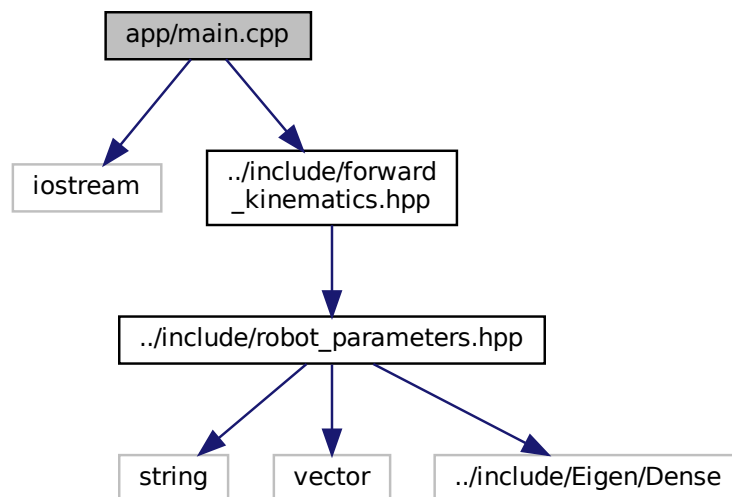 app/main.cpp
iostream
../include/forward
_kinematics.hpp
../include/robot_parameters.hpp
string
vector
../include/Eigen/Dense